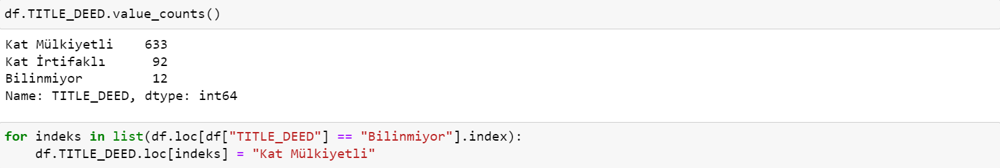 df.TITLE_DEED.value_counts()
Kat Mülkiyetli    633
Kat İrtifaklı      92
Bilinmiyor         12
Name: TITLE_DEED, dtype: int64
for indeks in list(df.loc[df["TITLE_DEED"] == "Bilinmiyor"].index):
    df.TITLE_DEED.loc[indeks] = "Kat Mülkiyetli"